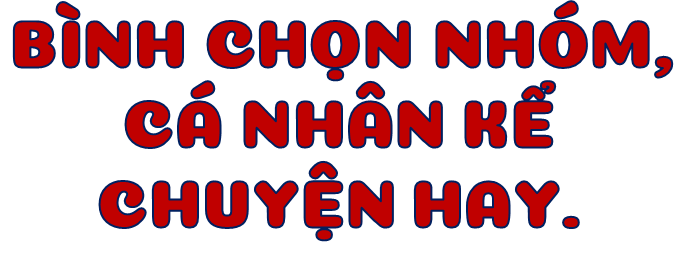 BÌNH CHỌN NHÓM,
CÁ NHÂN KỂ
CHUYỆN HAY.